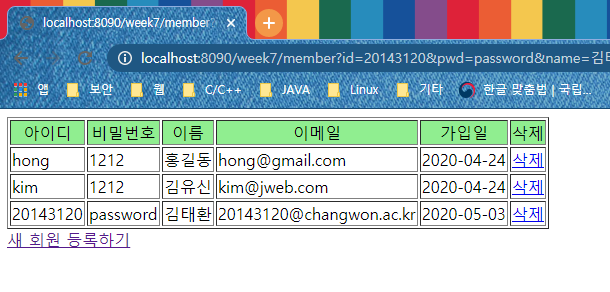 localhost:8090/week7/member
localhost:8090/week7/member?id=20143120&pwd=password&name=김태
앱 보안 웹 C/C++ JAVA Linux 기타 한글 맞춤법 | 국립...
아이디 비밀번호 이름 이메일 가입일 삭제
hong 1212 홍길동 hong@gmail.com 2020-04-24 삭제
kim 1212 김유신 kim@jweb.com 2020-04-24 삭제
20143120 password 김태환 20143120@changwon.ac.kr 2020-05-03 삭제
새 회원 등록하기